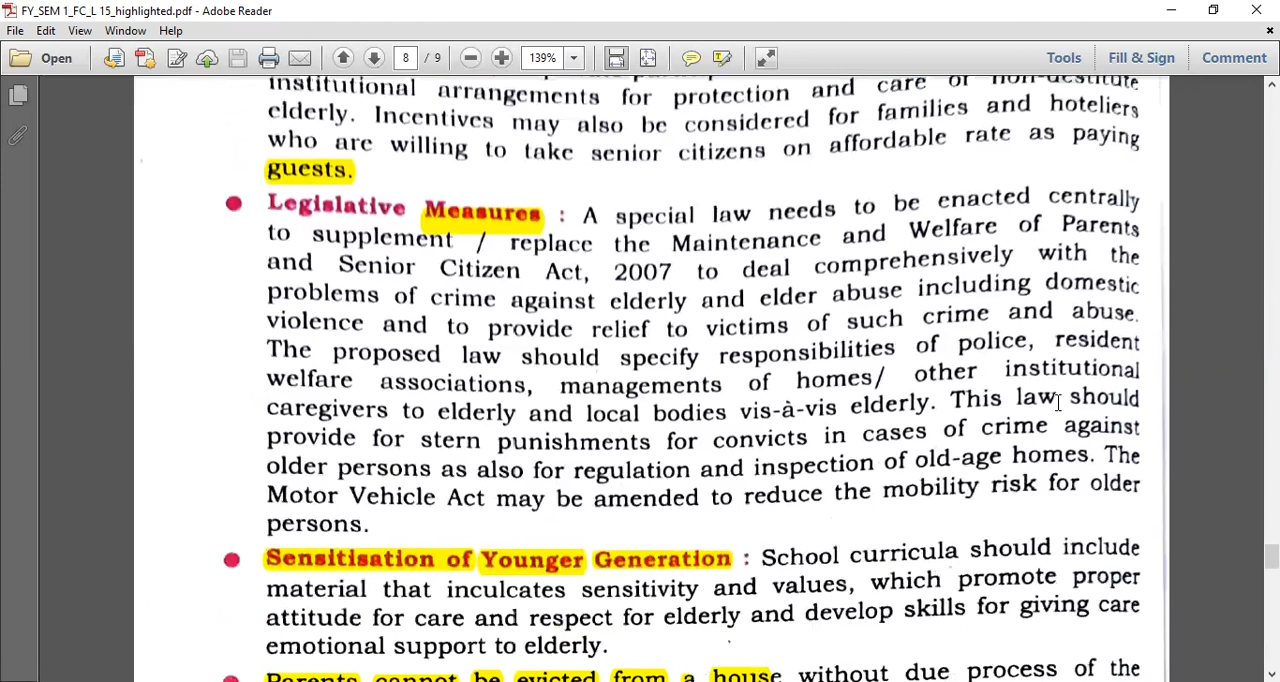 FY_SEM 1_FC_L 15_highlighted.pdf - Adobe Reader
File Edit View Window Help
Open 8 / 9 139% Tools Fill & Sign Comment
institutional arrangements for protection and care of non-destitute
elderly. Incentives may also be considered for families and hoteliers
who are willing to take senior citizens on affordable rate as paying
guests.
Legislative Measures : A special law needs to be enacted centrally
to supplement / replace the Maintenance and Welfare of Parents
and Senior Citizen Act, 2007 to deal comprehensively with the
problems of crime against elderly and elder abuse including domestic
violence and to provide relief to victims of such crime and abuse.
The proposed law should specify responsibilities of police, resident
welfare associations, managements of homes/ other institutional
caregivers to elderly and local bodies vis-à-vis elderly. This law should
provide for stern punishments for convicts in cases of crime against
older persons as also for regulation and inspection of old-age homes. The
Motor Vehicle Act may be amended to reduce the mobility risk for older
persons.
Sensitisation of Younger Generation : School curricula should include
material that inculcates sensitivity and values, which promote proper
attitude for care and respect for elderly and develop skills for giving care
emotional support to elderly.
Parents cannot be evicted from a house without due process of the